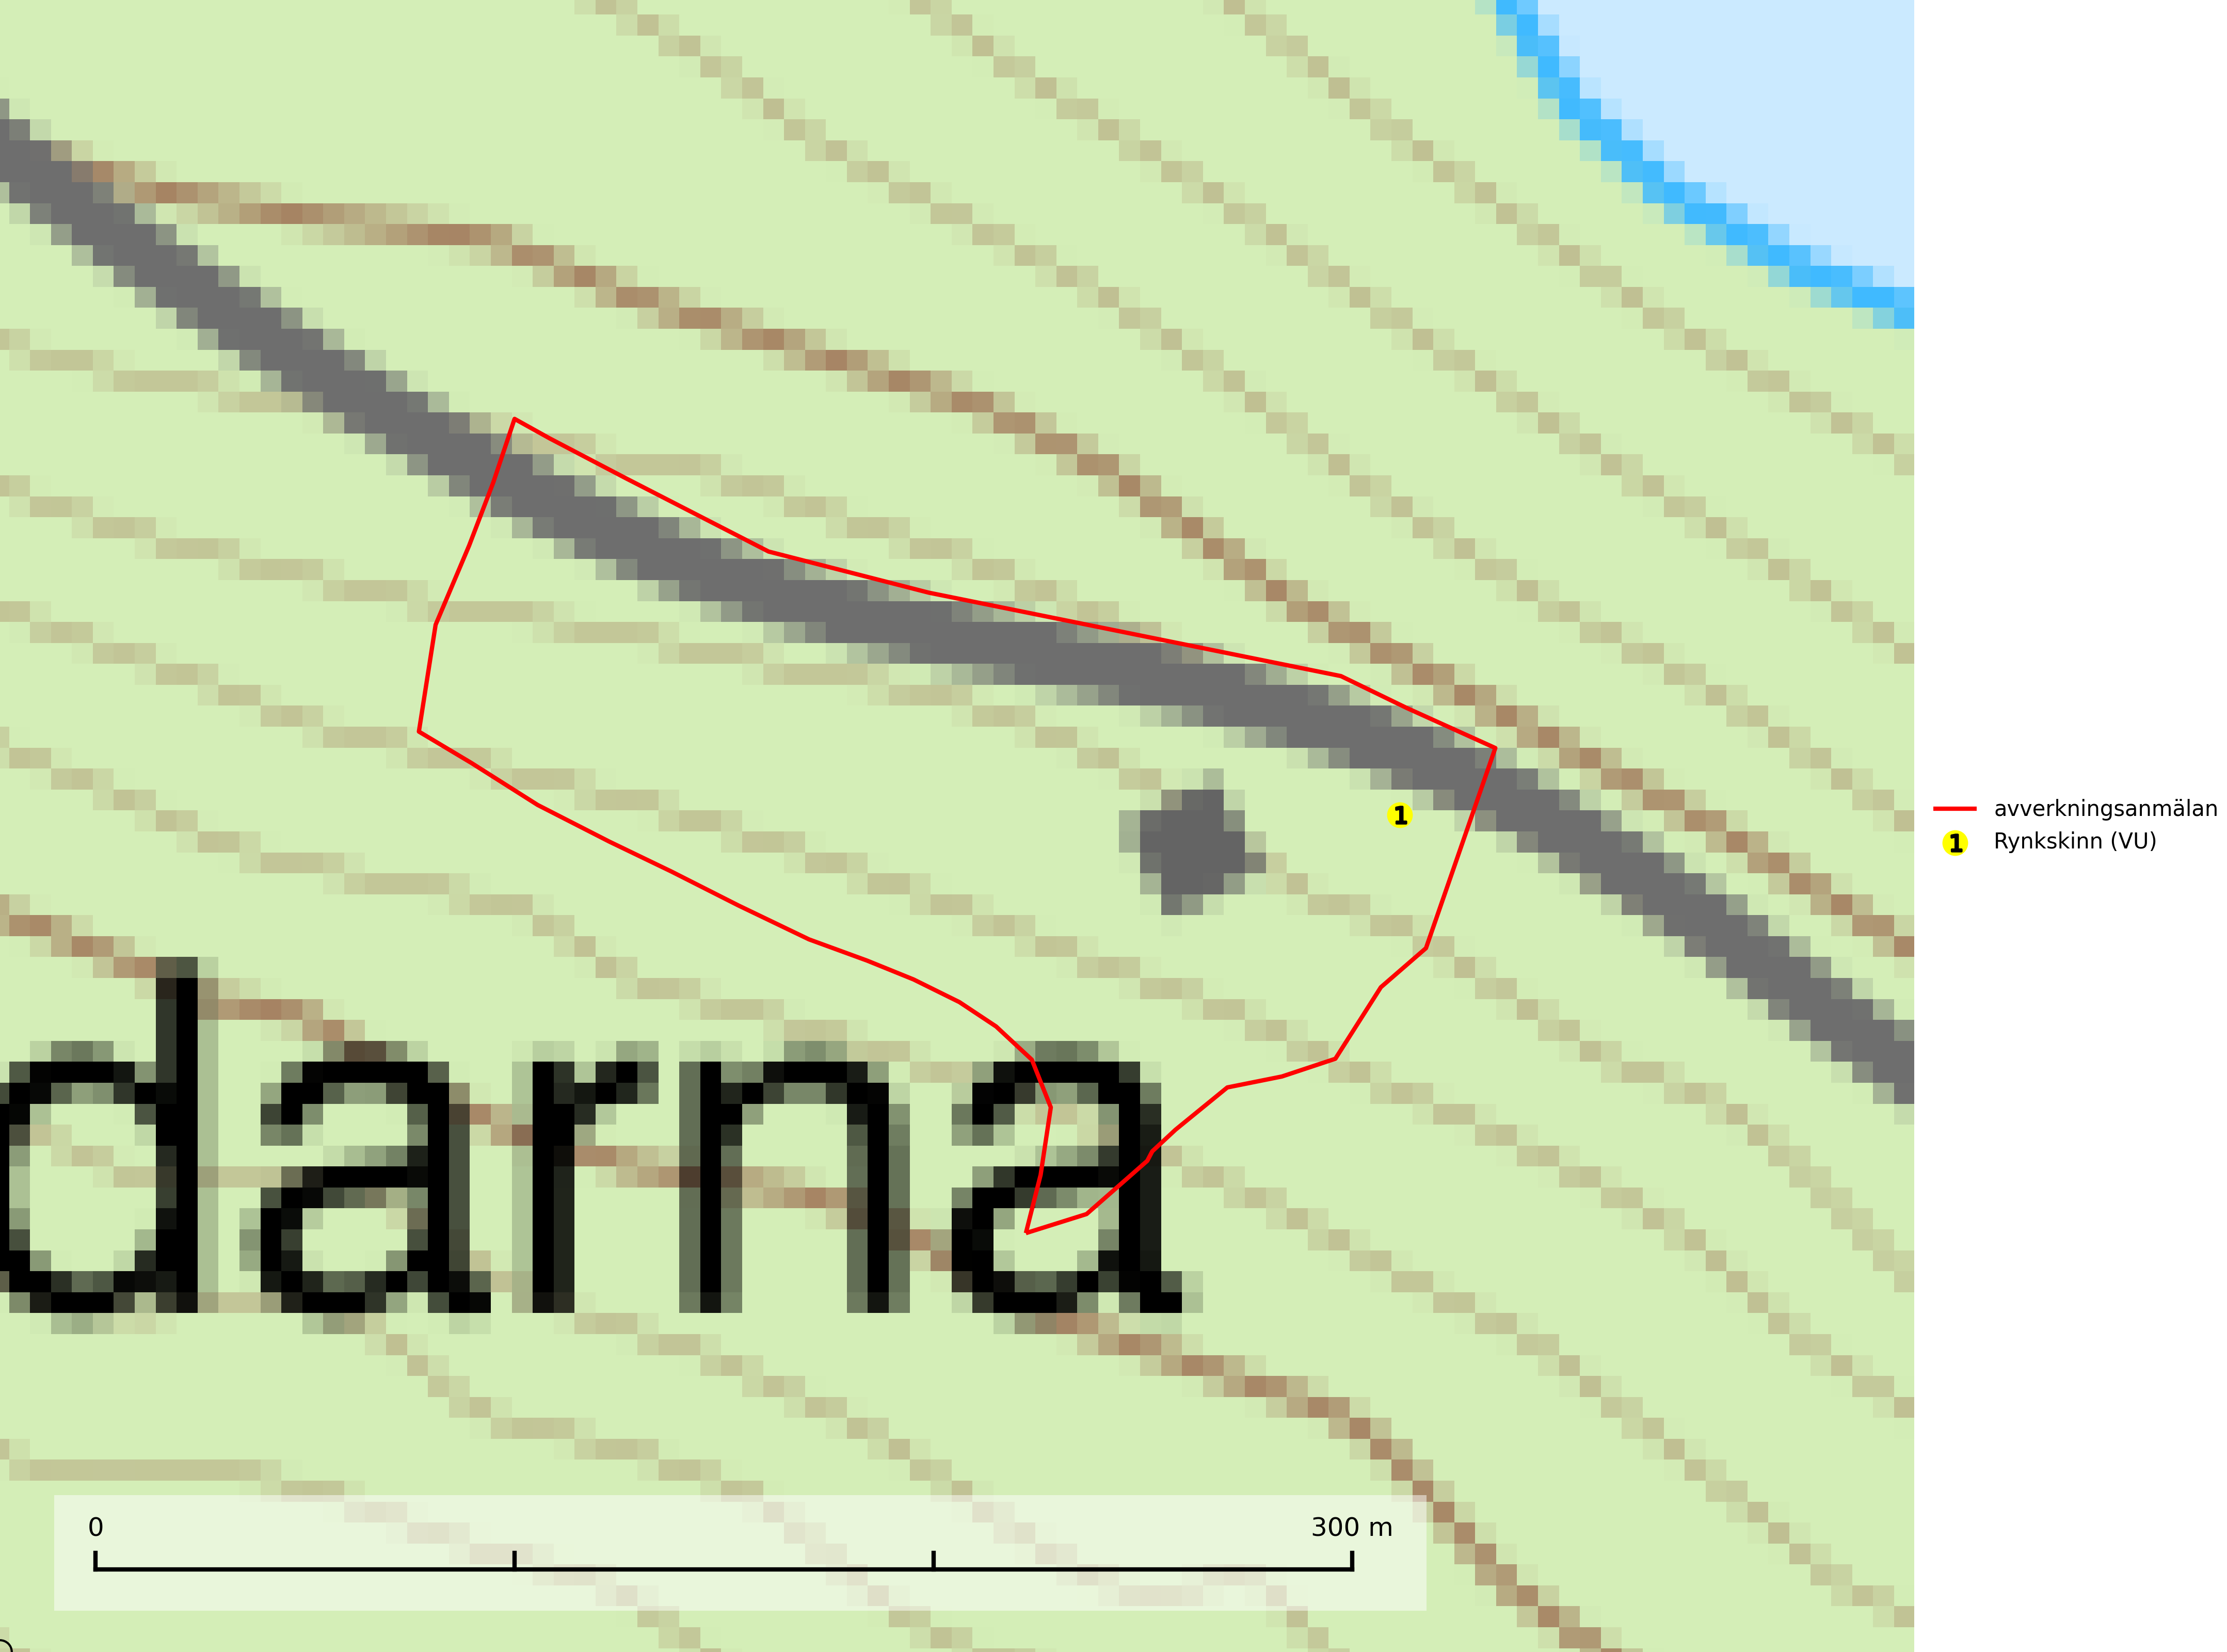 1
avverkningsanmälan
1 Rynkskinn (VU)
darna
0 300 m